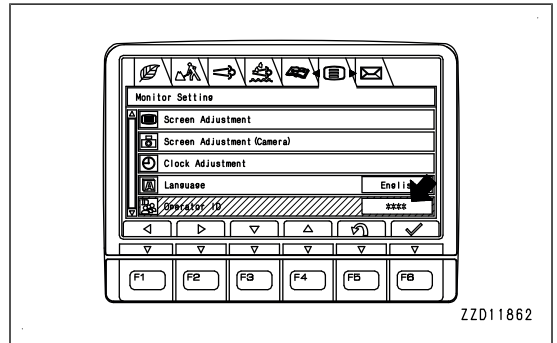 Monitor Setting
Screen Adjustment
Screen Adjustment (Camera)
Clock Adjustment
Language
Operator ID ****
F1 F2 F3 F4 F5 F6
ZZD11862